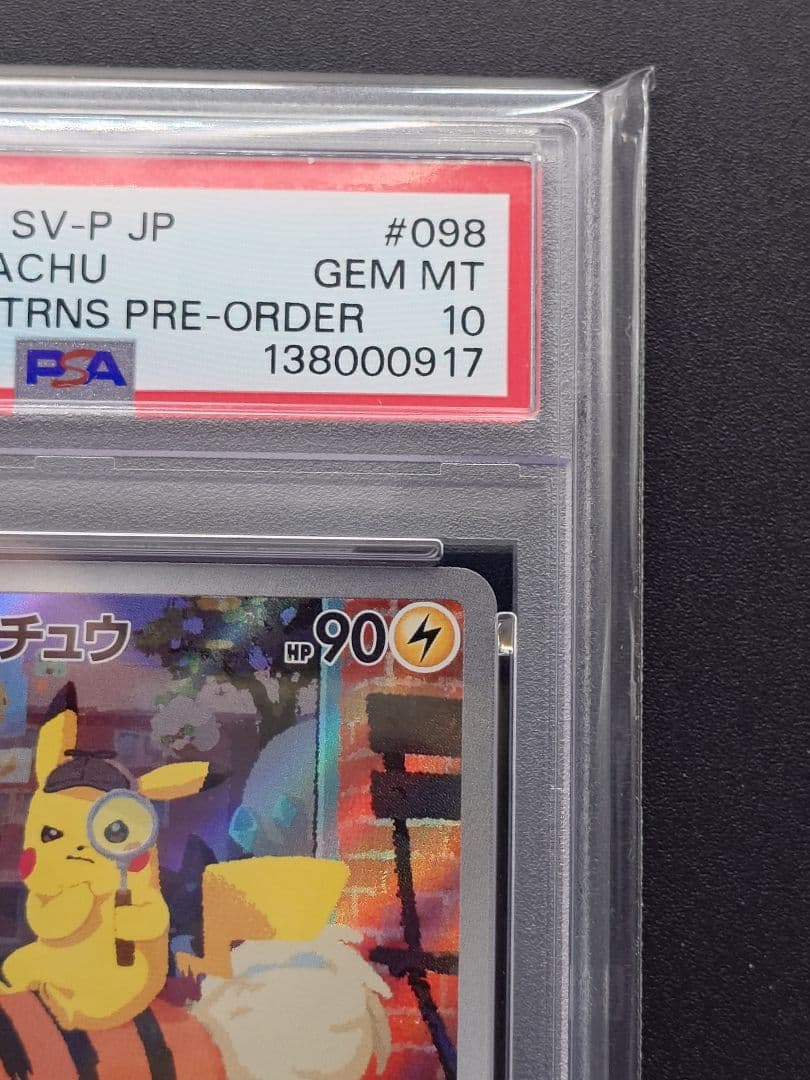 SV-P JP #098
ACHU GEM MT
TRNS PRE-ORDER 10
PSA 138000917
チュウ HP90